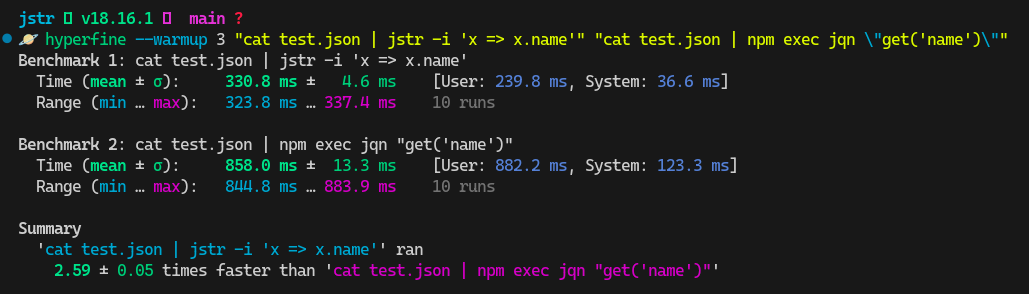 jstr v18.16.1 main ?
🪐 hyperfine --warmup 3 "cat test.json | jstr -i 'x => x.name'" "cat test.json | npm exec jqn \"get('name')\""
Benchmark 1: cat test.json | jstr -i 'x => x.name'
Time (mean ± σ): 330.8 ms ± 4.6 ms [User: 239.8 ms, System: 36.6 ms]
Range (min … max): 323.8 ms … 337.4 ms 10 runs
Benchmark 2: cat test.json | npm exec jqn "get('name')"
Time (mean ± σ): 858.0 ms ± 13.3 ms [User: 882.2 ms, System: 123.3 ms]
Range (min … max): 844.8 ms … 883.9 ms 10 runs
Summary
'cat test.json | jstr -i 'x => x.name'' ran
2.59 ± 0.05 times faster than 'cat test.json | npm exec jqn "get('name')"'